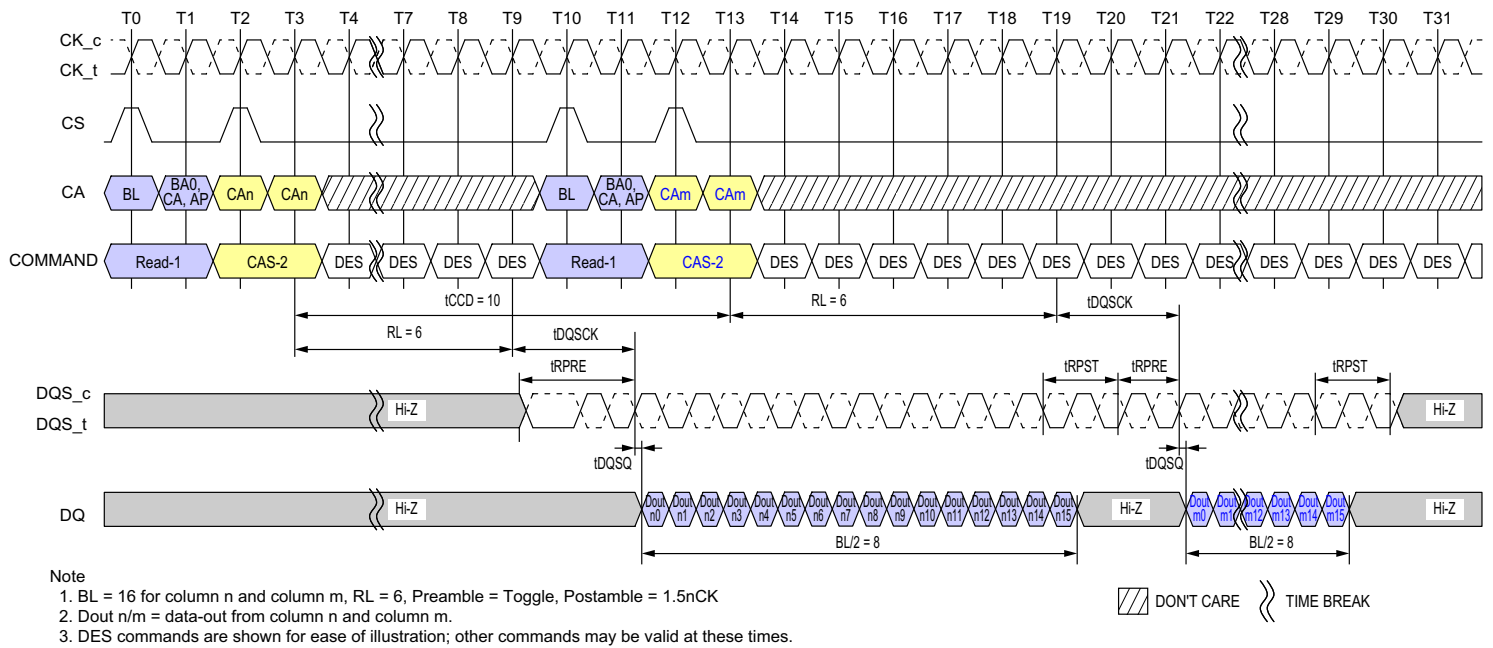 T0 T1 T2 T3 T4 T7 T8 T9 T10 T11 T12 T13 T14 T15 T16 T17 T18 T19 T20 T21 T22 T28 T29 T30 T31
CK_c
CK_t
CS
CA BL BA0, CA, AP CAn CAn BL BA0, CA, AP CAm CAm
COMMAND Read-1 CAS-2 DES DES DES DES Read-1 CAS-2 DES DES DES DES DES DES DES DES DES DES DES DES DES
tCCD = 10 RL = 6 tDQSCK
RL = 6 tDQSCK
tRPRE tRPST tRPRE tRPST
DQS_c
DQS_t
Hi-Z Hi-Z
tDQSQ tDQSQ
DQ Hi-Z Dout n0 Dout n1 Dout n2 Dout n3 Dout n4 Dout n5 Dout n6 Dout n7 Dout n8 Dout n9 Dout n10 Dout n11 Dout n12 Dout n13 Dout n14 Dout n15 Hi-Z Dout m0 Dout m1 Dout m12 Dout m13 Dout m14 Dout m15 Hi-Z
BL/2 = 8 BL/2 = 8
Note
1. BL = 16 for column n and column m, RL = 6, Preamble = Toggle, Postamble = 1.5nCK
2. Dout n/m = data-out from column n and column m.
3. DES commands are shown for ease of illustration; other commands may be valid at these times.
DON'T CARE TIME BREAK